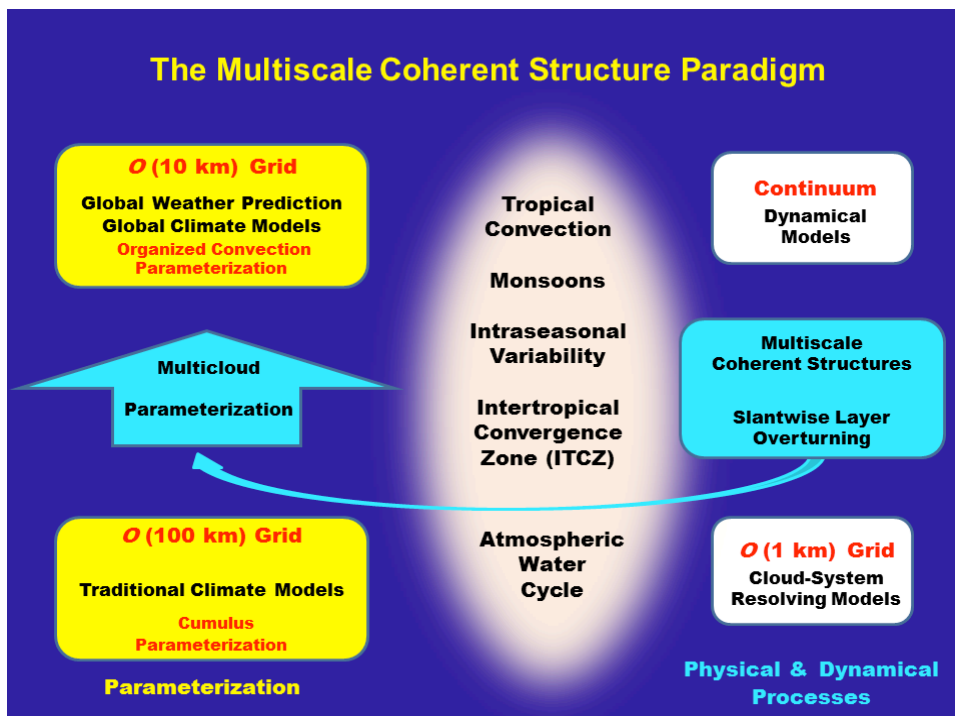 The Multiscale Coherent Structure Paradigm
O (10 km) Grid
Global Weather Prediction
Global Climate Models
Organized Convection
Parameterization
Multicloud
Parameterization
O (100 km) Grid
Traditional Climate Models
Cumulus
Parameterization
Parameterization
Tropical
Convection
Monsoons
Intraseasonal
Variability
Intertropical
Convergence
Zone (ITCZ)
Atmospheric
Water
Cycle
Continuum
Dynamical
Models
Multiscale
Coherent Structures
Slantwise Layer
Overturning
O (1 km) Grid
Cloud-System
Resolving Models
Physical & Dynamical
Processes